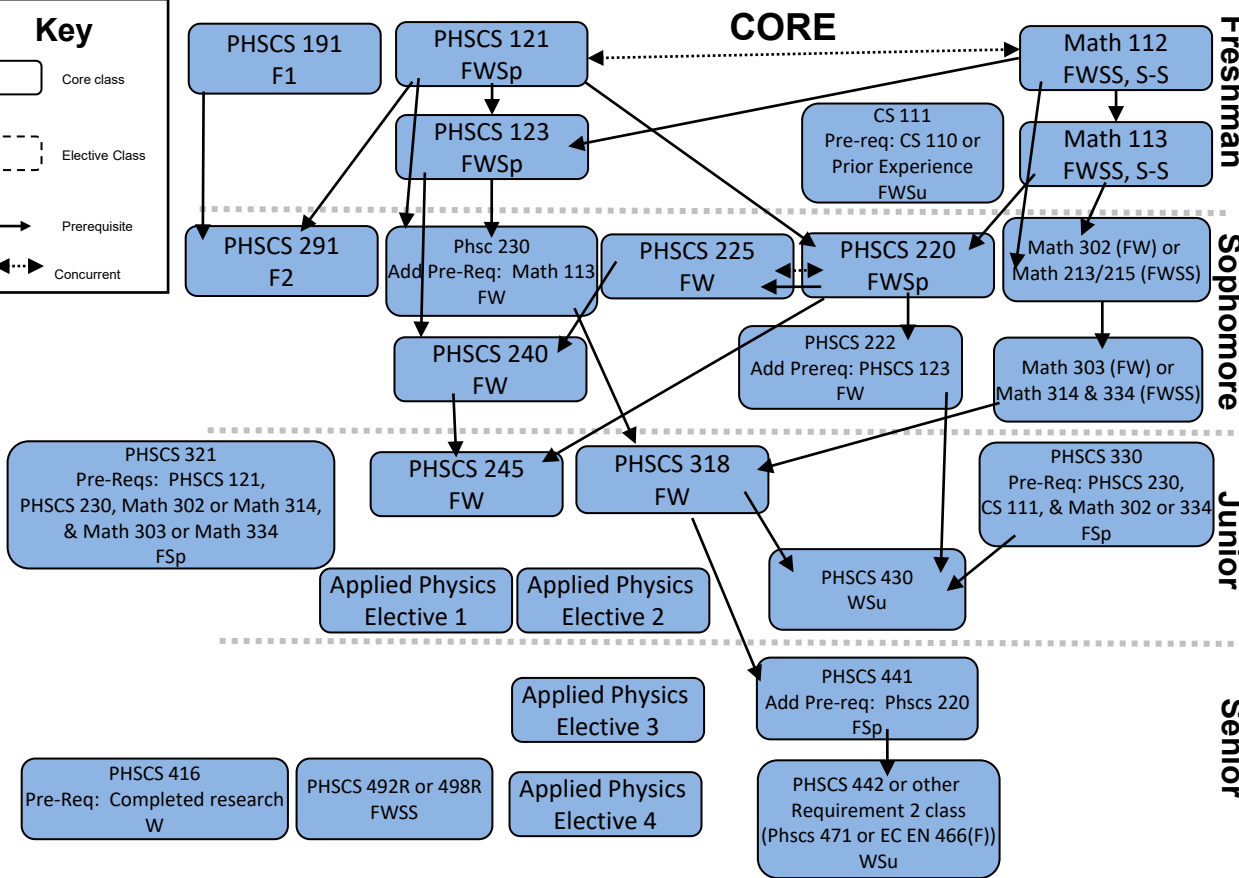 Key
Core class
Elective Class
Prerequisite
Concurrent
CORE
Freshman
PHSCS 191
F1
PHSCS 121
FWSp
Math 112
FWSS, S-S
PHSCS 123
FWSp
CS 111
Pre-req: CS 110 or
Prior Experience
FWSu
Math 113
FWSS, S-S
Sophomore
PHSCS 291
F2
Phsc 230
Add Pre-Req:  Math 113
FW
PHSCS 225
FW
PHSCS 220
FWSp
Math 302 (FW) or
Math 213/215 (FWSS)
PHSCS 240
FW
PHSCS 222
Add Prereq: PHSCS 123
FW
Math 303 (FW) or
Math 314 & 334 (FWSS)
Junior
PHSCS 321
Pre-Reqs:  PHSCS 121,
PHSCS 230, Math 302 or Math 314,
& Math 303 or Math 334
FSp
PHSCS 245
FW
PHSCS 318
FW
PHSCS 330
Pre-Req: PHSCS 230,
CS 111, & Math 302 or 334
FSp
Applied Physics
Elective 1
Applied Physics
Elective 2
PHSCS 430
WSu
Senior
Applied Physics
Elective 3
PHSCS 441
Add Pre-req:  Phscs 220
FSp
PHSCS 416
Pre-Req:  Completed research
W
PHSCS 492R or 498R
FWSS
Applied Physics
Elective 4
PHSCS 442 or other
Requirement 2 class
(Phscs 471 or EC EN 466(F))
WSu